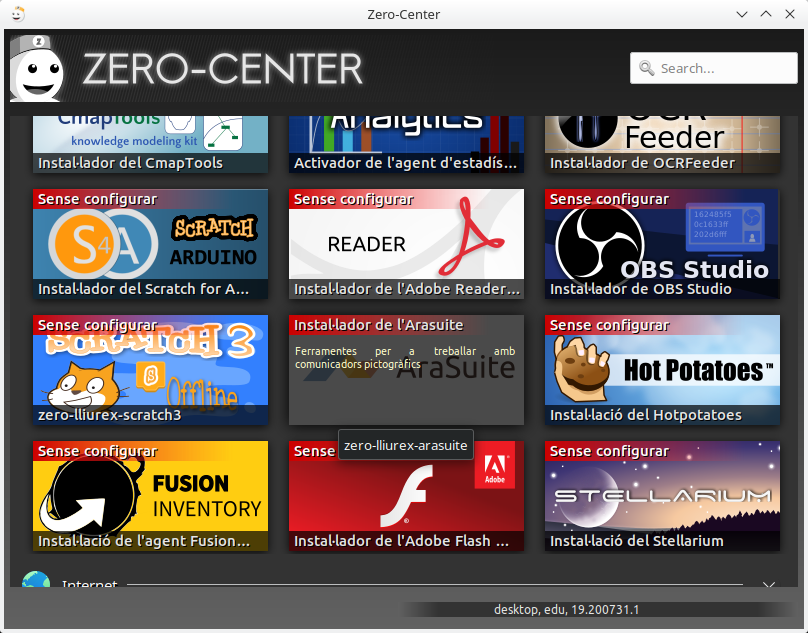 Zero-Center
Z
ZERO-CENTER
Search...
CmapTools
knowledge modeling kit
Instal·lador del CmapTools
Analytics
Activador de l'agent d'estadís...
OCR
Feeder
Instal·lador de OCRFeeder
Sense configurar
S4A
SCRATCH
ARDUINO
Instal·lador del Scratch for A...
Sense configurar
READER
Instal·lador de l'Adobe Reader...
Sense configurar
162485f5
0c1633ff
202d6fff
OBS Studio
Instal·lador de OBS Studio
Sense configurar
SCRATCH 3
Offline
zero-lliurex-scratch3
Instal·lador de l'Arasuite
Ferramentes per a treballar amb
comunicadors pictogràfics
AraSuite
Sense configurar
Hot Potatoes™
Instal·lació del Hotpotatoes
Sense configurar
FUSION
INVENTORY
Instal·lació de l'agent Fusion...
Sense
zero-lliurex-arasuite
Adobe
Instal·lador de l'Adobe Flash ...
Sense configurar
STELLARIUM
Instal·lació del Stellarium
Internet
desktop, edu, 19.200731.1